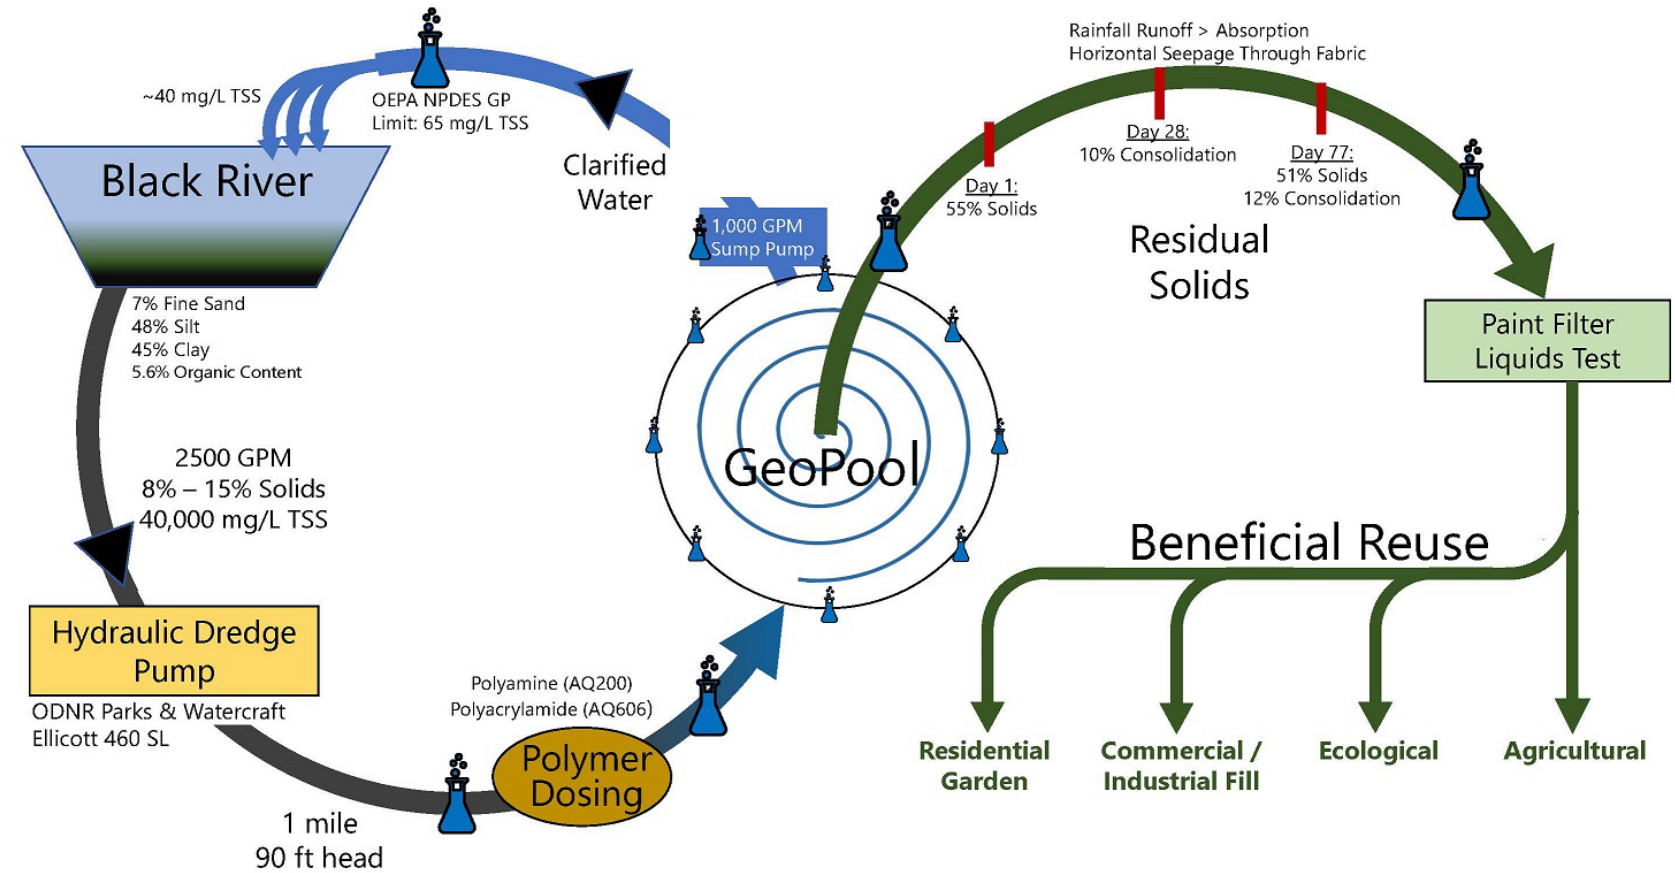 ~40 mg/L TSS
OEPA NPDES GP
Limit: 65 mg/L TSS
Clarified
Water
Black River
7% Fine Sand
48% Silt
45% Clay
5.6% Organic Content
2500 GPM
8% – 15% Solids
40,000 mg/L TSS
Hydraulic Dredge
Pump
ODNR Parks & Watercraft
Ellicott 460 SL
1 mile
90 ft head
Polyamine (AQ200)
Polyacrylamide (AQ606)
Polymer
Dosing
1,000 GPM
Sump Pump
GeoPool
Rainfall Runoff > Absorption
Horizontal Seepage Through Fabric
Day 1:
55% Solids
Day 28:
10% Consolidation
Day 77:
51% Solids
12% Consolidation
Residual
Solids
Paint Filter
Liquids Test
Beneficial Reuse
Residential
Garden
Commercial /
Industrial Fill
Ecological
Agricultural